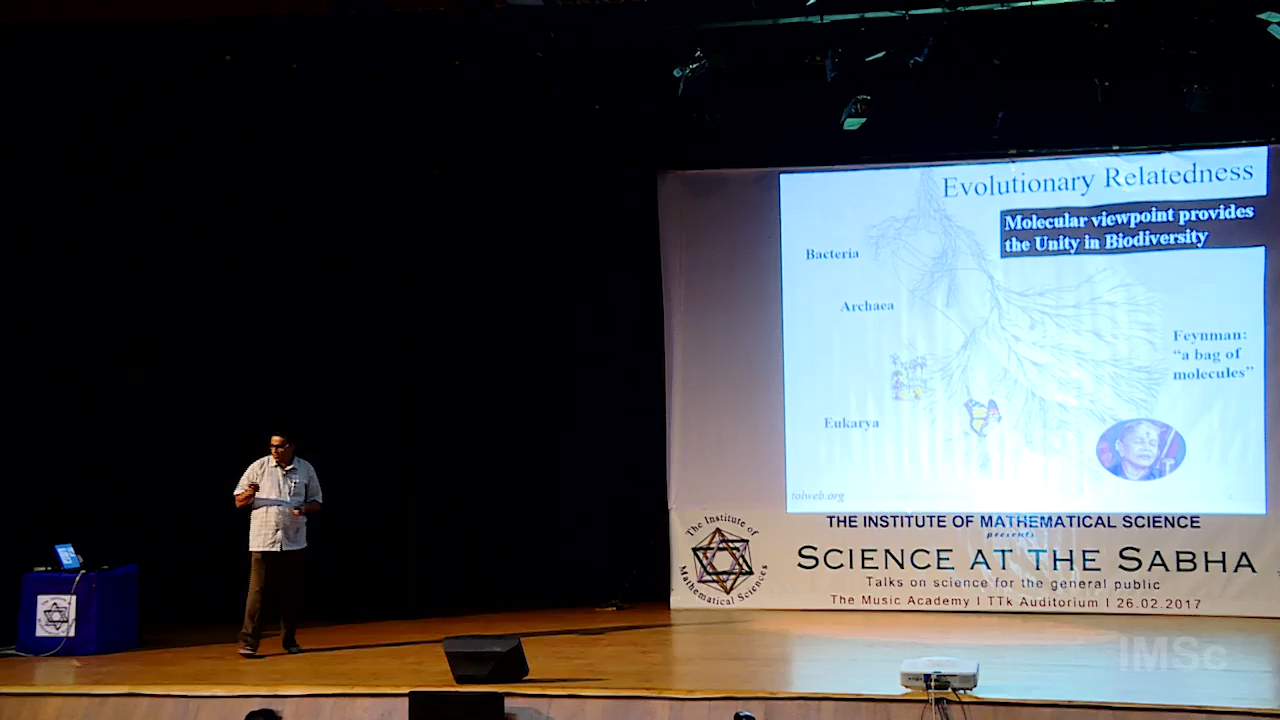 Evolutionary Relatedness
Molecular viewpoint provides
the Unity in Biodiversity
Bacteria
Archaea
Feynman:
“a bag of
molecules”
Eukarya
tolweb.org
THE INSTITUTE OF MATHEMATICAL SCIENCE
presents
SCIENCE AT THE SABHA
Talks on science for the general public
The Music Academy I TTk Auditorium I 26.02.2017
The Institute of
Mathematical Sciences
IMSc